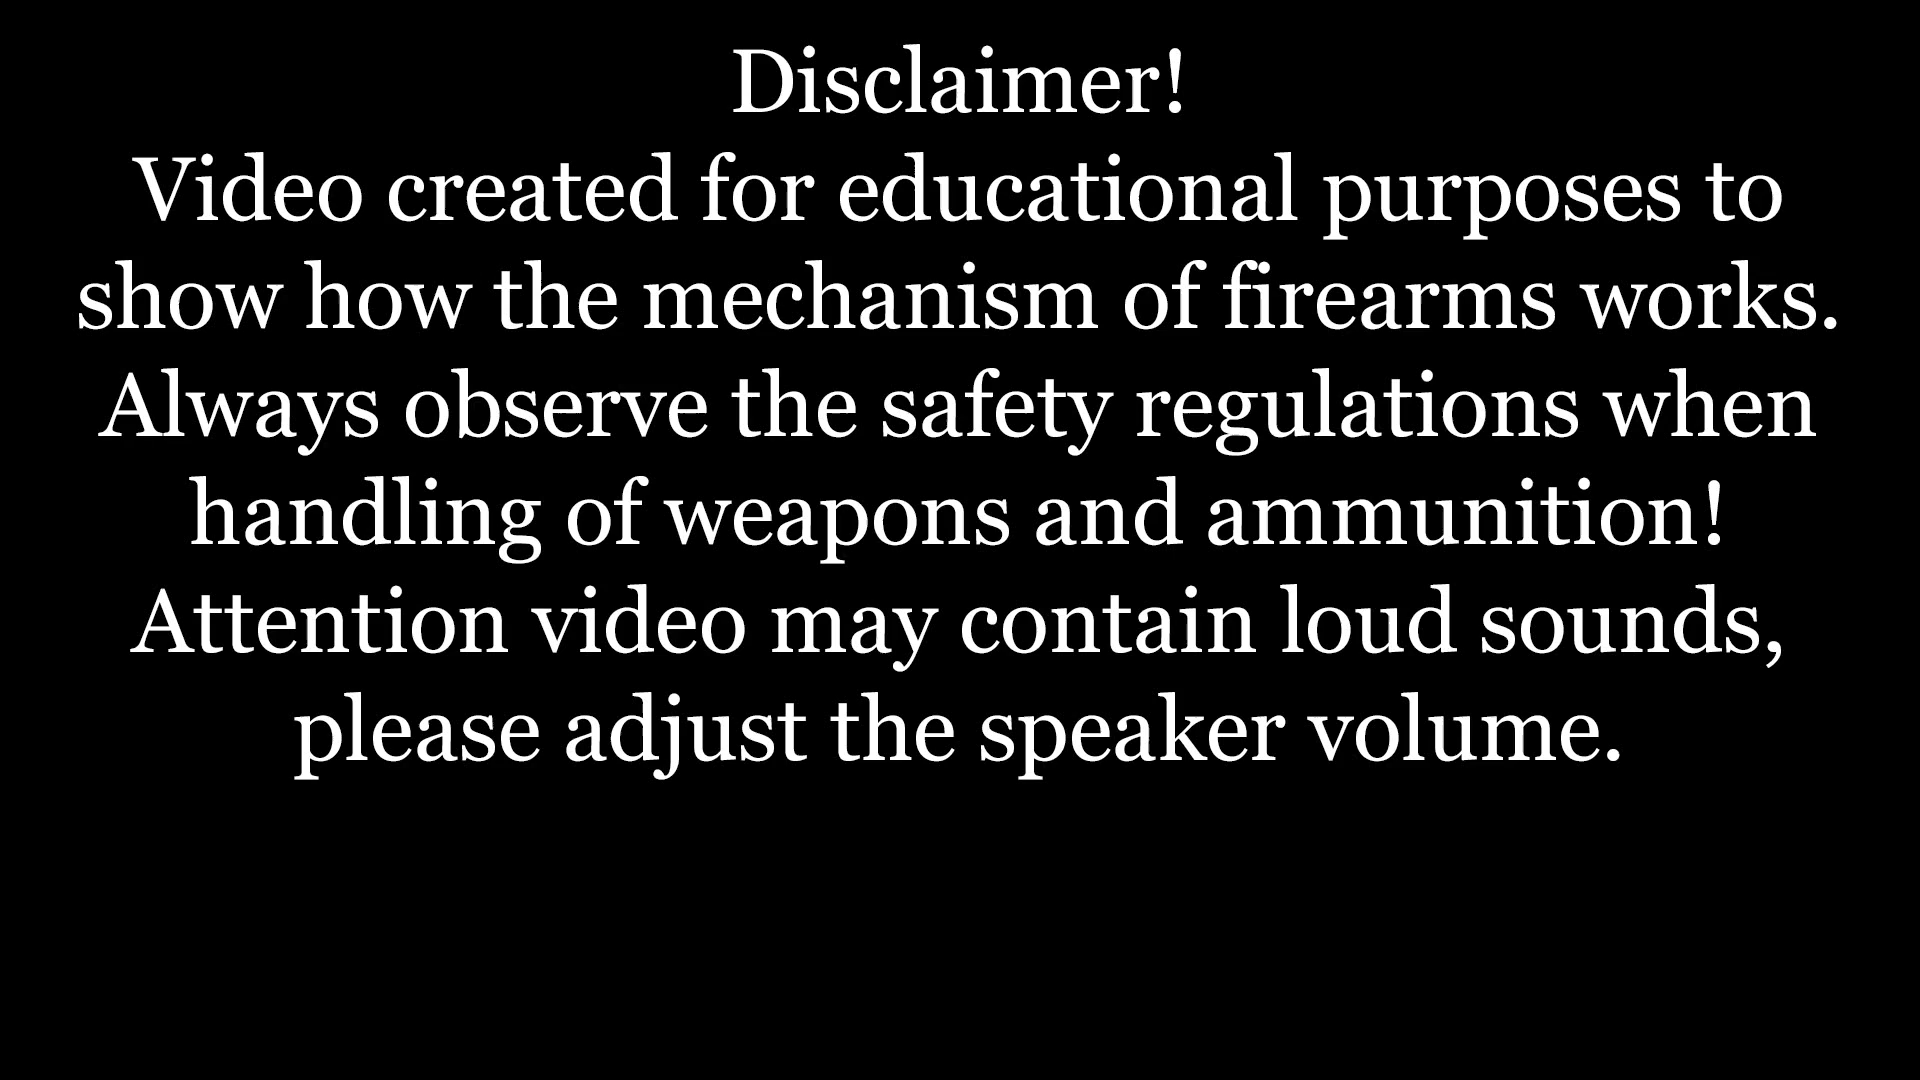 Disclaimer!
Video created for educational purposes to
show how the mechanism of firearms works.
Always observe the safety regulations when
handling of weapons and ammunition!
Attention video may contain loud sounds,
please adjust the speaker volume.